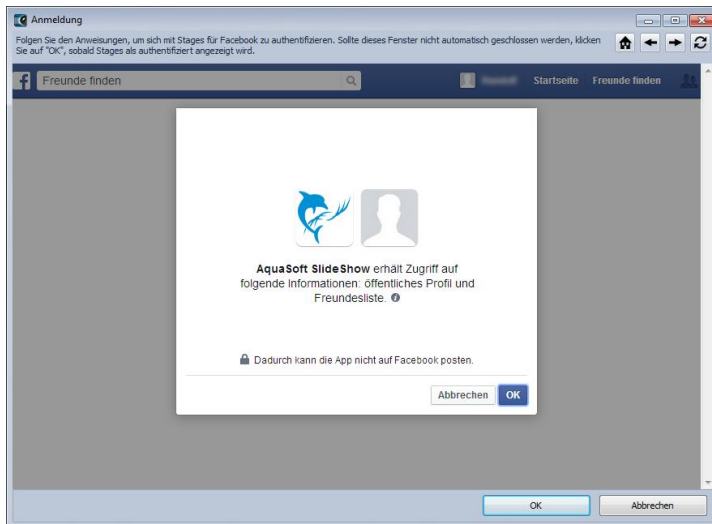 Anmeldung
Folgen Sie den Anweisungen, um sich mit Stages für Facebook zu authentifizieren. Sollte dieses Fenster nicht automatisch geschlossen werden, klicken
Sie auf "OK", sobald Stages als authentifiziert angezeigt wird.
f Freunde finden Startseite Freunde finden
AquaSoft SlideShow erhält Zugriff auf
folgende Informationen: öffentliches Profil und
Freundesliste.
Dadurch kann die App nicht auf Facebook posten.
Abbrechen OK
OK Abbrechen